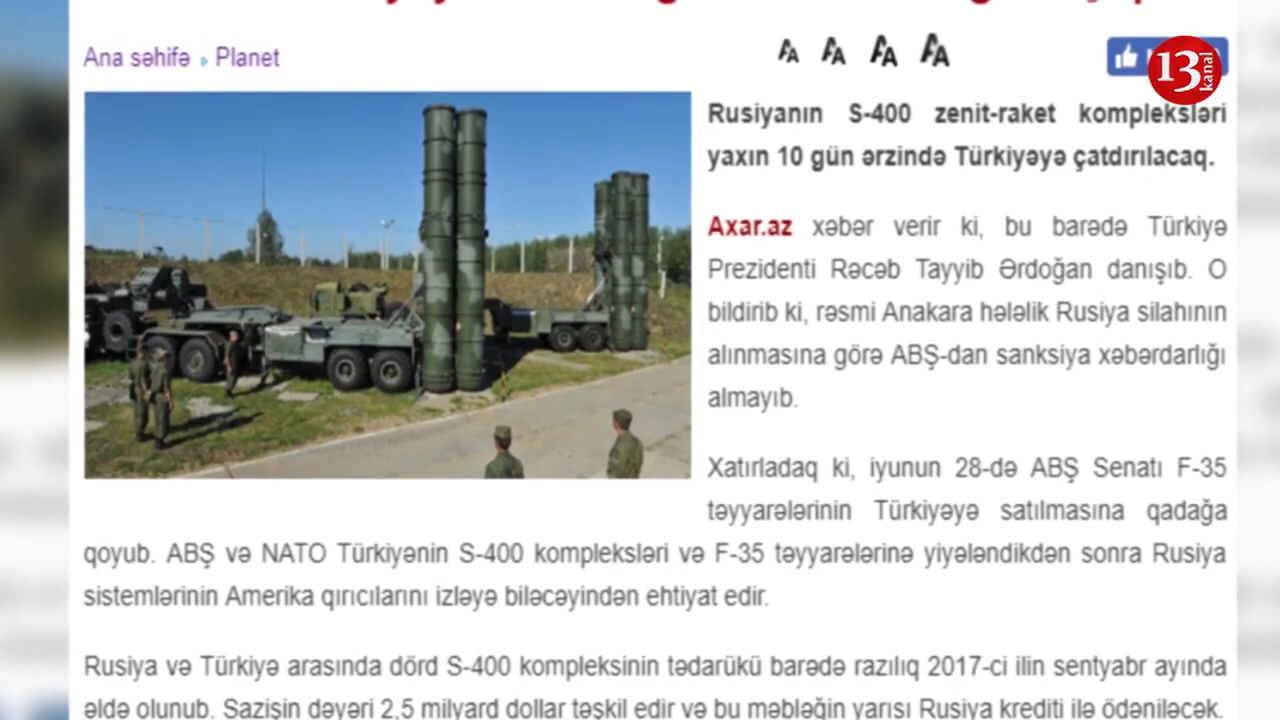 Ana səhifə Planet
A A A A A A A A
13 kanal
Rusiyanın S-400 zenit-raket kompleksləri
yaxın 10 gün ərzində Türkiyəyə çatdırılacaq.
Axar.az xəbər verir ki, bu barədə Türkiyə
Prezidenti Rəcəb Tayyib Ərdoğan danışıb. O
bildirib ki, rəsmi Anakara hələlik Rusiya silahının
alınmasına görə ABŞ-dan sanksiya xəbərdarlığı
almayıb.
Xatırladaq ki, iyunun 28-də ABŞ Senatı F-35
təyyarələrinin Türkiyəyə satılmasına qadağa
qoyub. ABŞ və NATO Türkiyənin S-400 kompleksləri və F-35 təyyarələrinə yiyələndikdən sonra Rusiya
sistemlərinin Amerika qırıcılarını izləyə biləcəyindən ehtiyat edir.
Rusiya və Türkiyə arasında dörd S-400 kompleksinin tədarükü barədə razılıq 2017-ci ilin sentyabr ayında
əldə olunub. Sazişin dəyəri 2,5 milyard dollar təşkil edir və bu məbləğin yarısı Rusiya krediti ilə ödəniləcək.